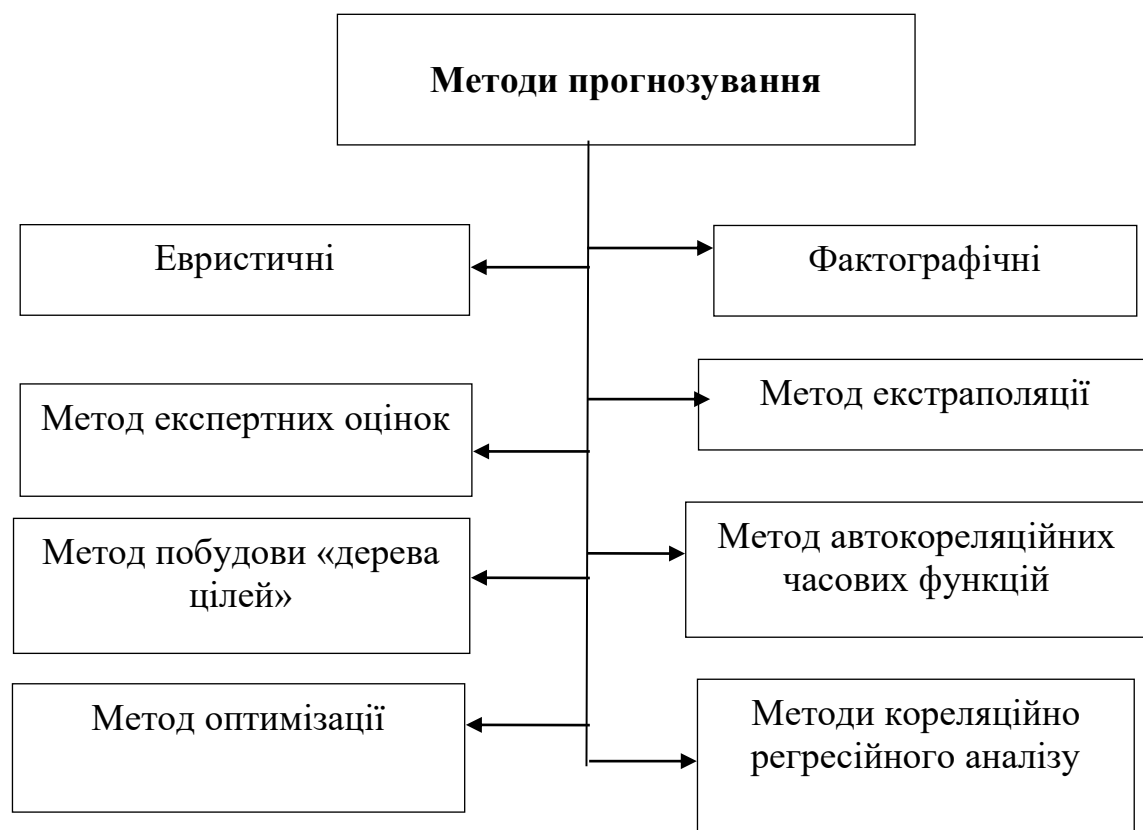 Методи прогнозування
Евристичні
Фактографічні
Метод експертних оцінок
Метод екстраполяції
Метод побудови «дерева
цілей»
Метод автокореляційних
часових функцій
Метод оптимізації
Методи кореляційно
регресійного аналізу